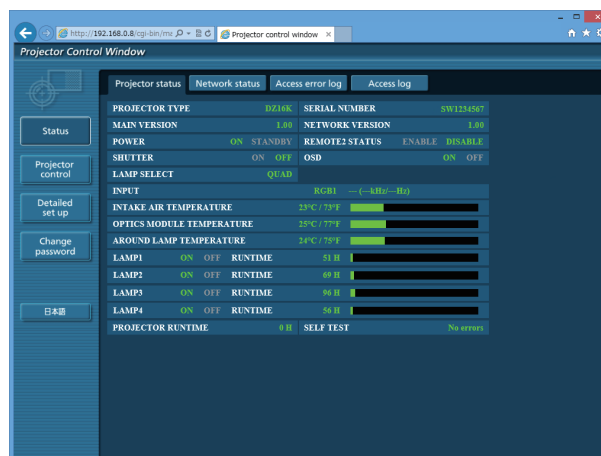 http://192.168.0.8/cgi-bin/mc
Projector control window
Projector Control Window
Projector status Network status Access error log Access log
Status
Projector control
Detailed set up
Change password
日本語
PROJECTOR TYPE DZ16K SERIAL NUMBER SW1234567
MAIN VERSION 1.00 NETWORK VERSION 1.00
POWER ON STANDBY REMOTE2 STATUS ENABLE DISABLE
SHUTTER ON OFF OSD ON OFF
LAMP SELECT QUAD
INPUT RGB1 --- (---kHz/---Hz)
INTAKE AIR TEMPERATURE 23°C / 73°F
OPTICS MODULE TEMPERATURE 25°C / 77°F
AROUND LAMP TEMPERATURE 24°C / 75°F
LAMP1 ON OFF RUNTIME 51 H
LAMP2 ON OFF RUNTIME 69 H
LAMP3 ON OFF RUNTIME 96 H
LAMP4 ON OFF RUNTIME 56 H
PROJECTOR RUNTIME 0 H SELF TEST No errors